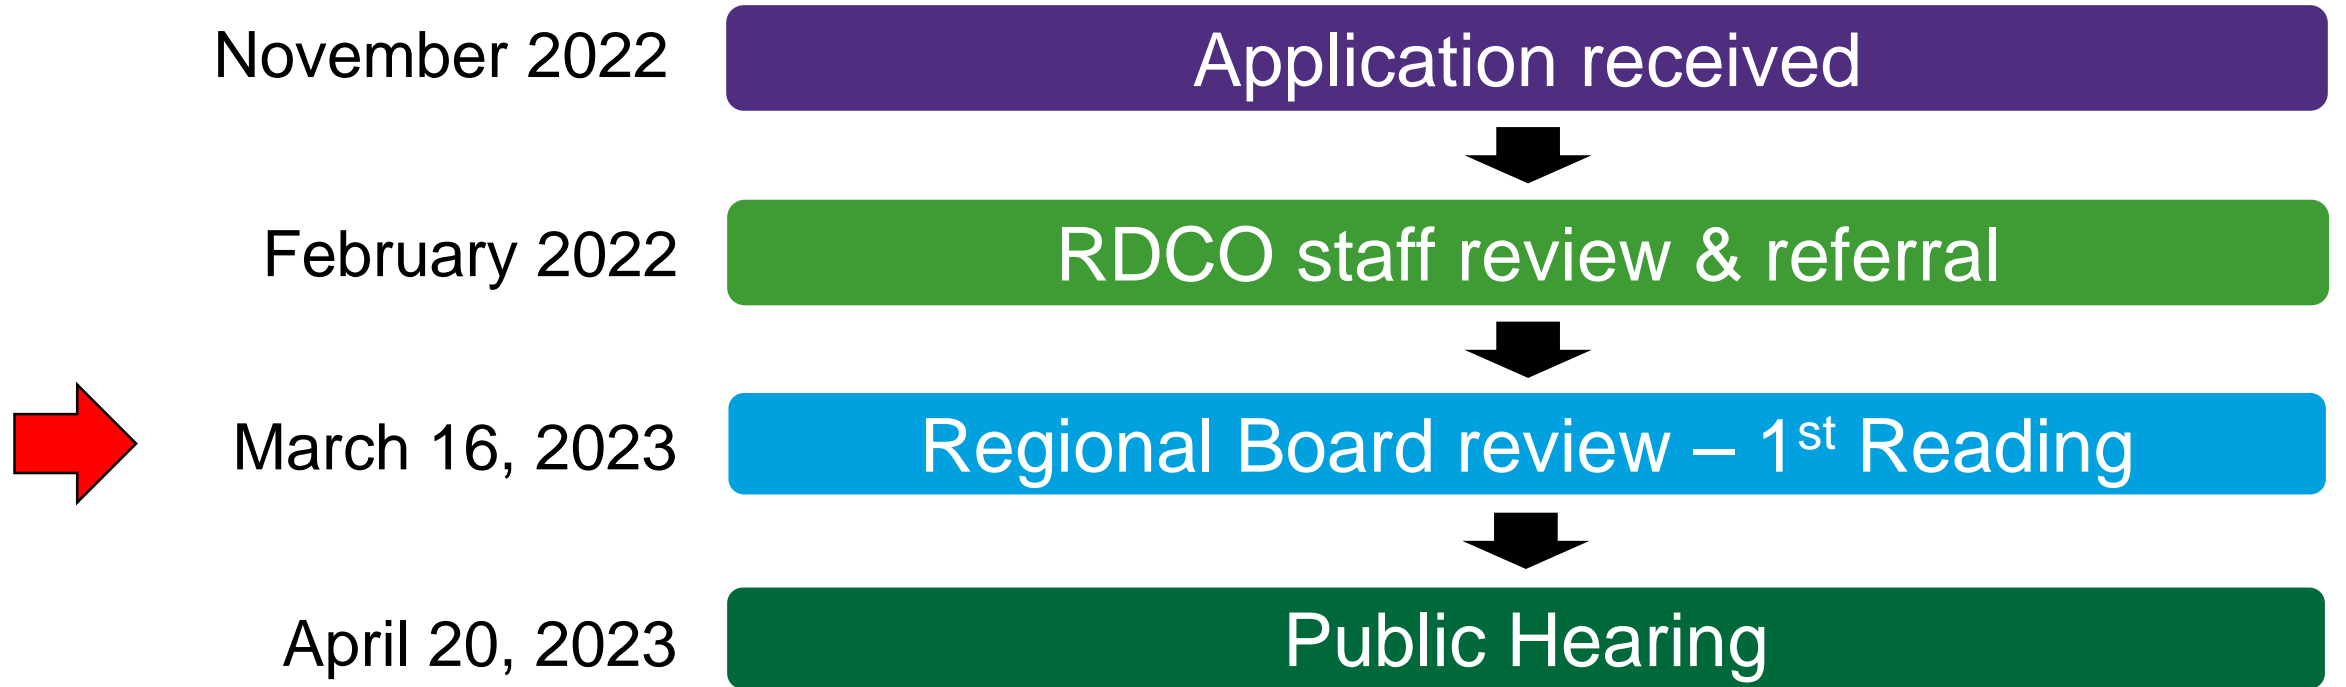 November 2022
Application received
February 2022
RDCO staff review & referral
March 16, 2023
Regional Board review – 1st Reading
April 20, 2023
Public Hearing